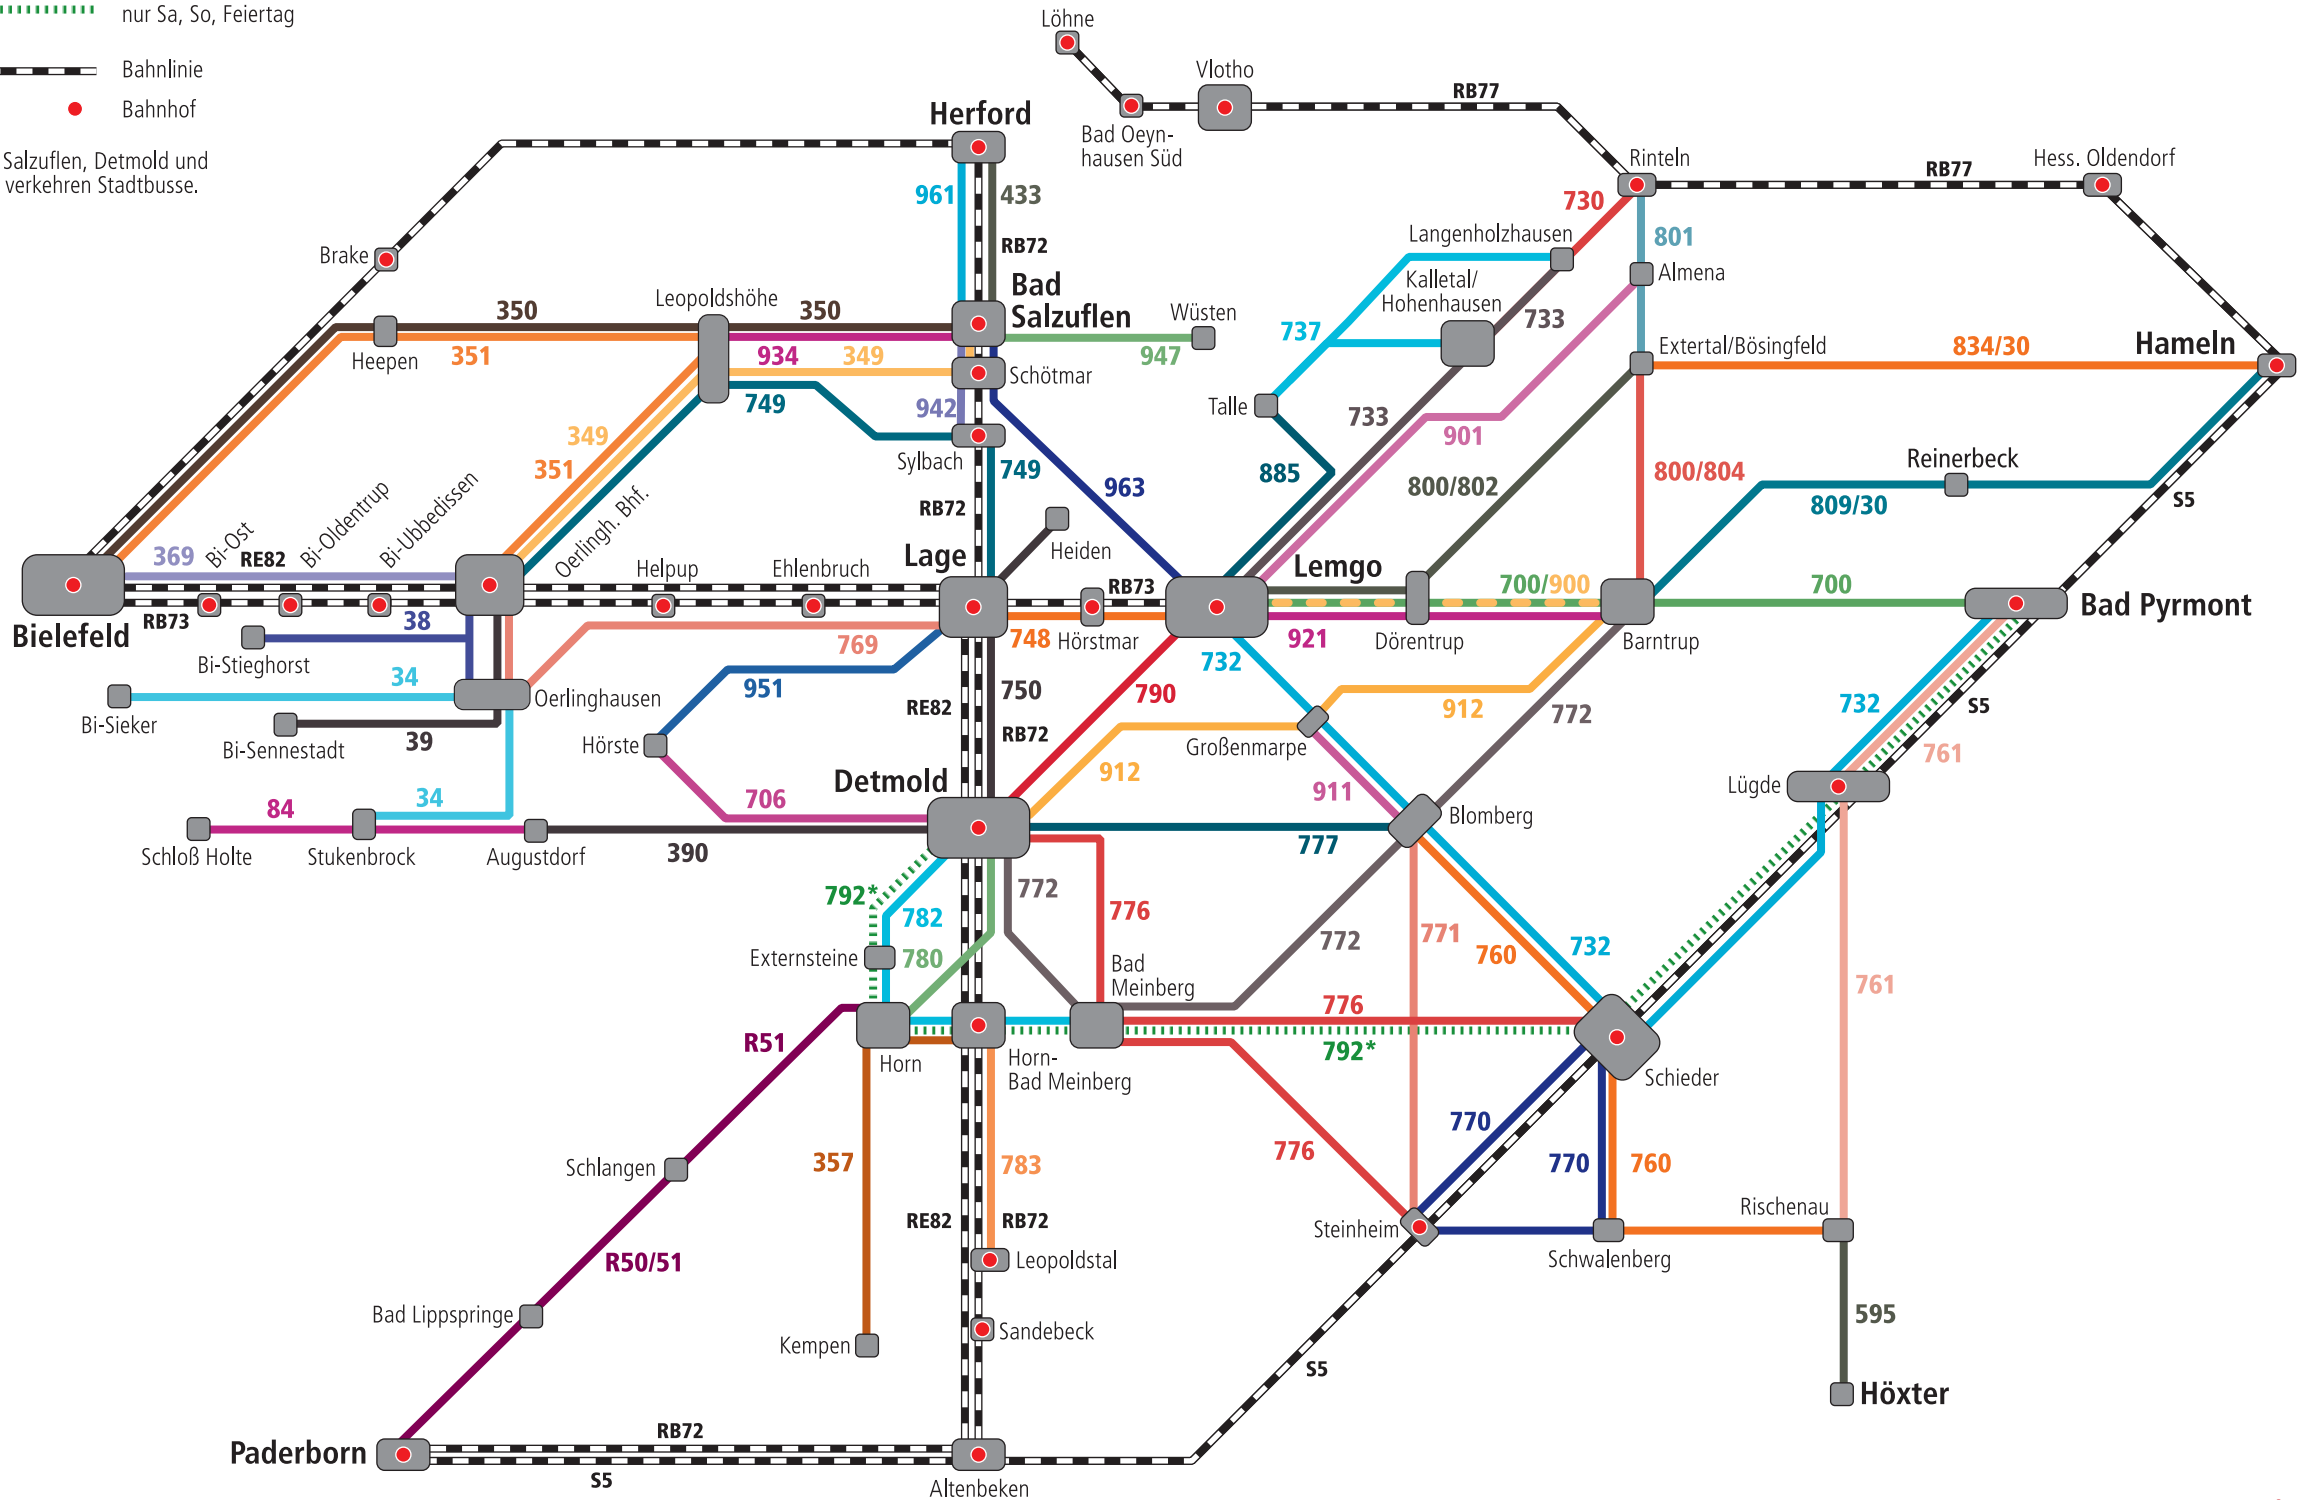 nur Sa, So, Feiertag
Bahnlinie
Bahnhof
Salzuflen, Detmold und
verkehren Stadtbusse.
Löhne
Vlotho
RB77
Bad Oeyn-
hausen Süd
Herford
Rinteln
RB77
Hess. Oldendorf
961
433
730
RB72
Langenholzhausen
801
Brake
Almena
Kalletal/
Hohenhausen
Bad
Salzuflen
Leopoldshöhe
350
350
Wüsten
737
733
Heepen
351
934
349
947
Extertal/Bösingfeld
834/30
Hameln
Schötmar
749
942
Talle
733
901
349
351
Sylbach
749
885
963
800/802
800/804
Reinerbeck
809/30
S5
RB72
Bi-Ost
Bi-Oldentrup
Bi-Ubbedissen
Oerlingh. Bhf.
369
RE82
Helpup
Ehlenbruch
Lage
Heiden
RB73
Lemgo
700/900
700
Bielefeld
RB73
38
Bi-Stieghorst
769
748
Hörstmar
732
921
Dörentrup
Barntrup
Bad Pyrmont
34
Bi-Sieker
Oerlinghausen
951
750
790
RE82
RB72
912
772
732
S5
Bi-Sennestadt
39
Hörste
Großenmarpe
761
Detmold
912
911
Lügde
84
34
706
Blomberg
Schloß Holte
Stukenbrock
Augustdorf
390
777
792*
782
772
776
772
771
760
732
Externsteine
780
Bad
Meinberg
761
R51
776
792*
Horn
Horn-
Bad Meinberg
Schieder
770
776
Schlangen
357
783
770
760
RE82
RB72
Steinheim
Rischenau
R50/51
Leopoldstal
Schwalenberg
Bad Lippspringe
Kempen
Sandebeck
595
S5
Höxter
Paderborn
RB72
S5
Altenbeken